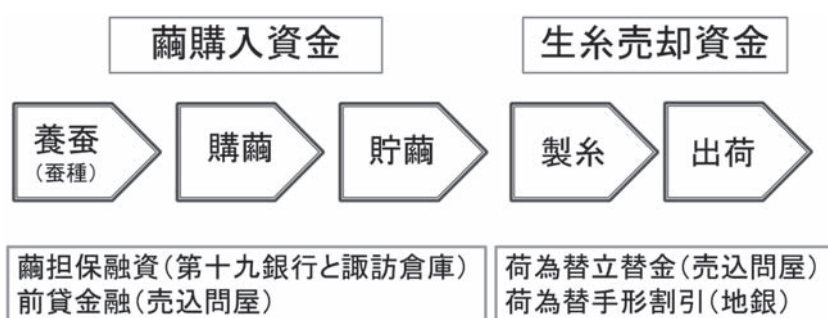 繭購入資金
生糸売却資金
養蚕
(蚕種)
購繭
貯繭
製糸
出荷
繭担保融資(第十九銀行と諏訪倉庫)
前貸金融(売込問屋)
荷為替立替金(売込問屋)
荷為替手形割引(地銀)